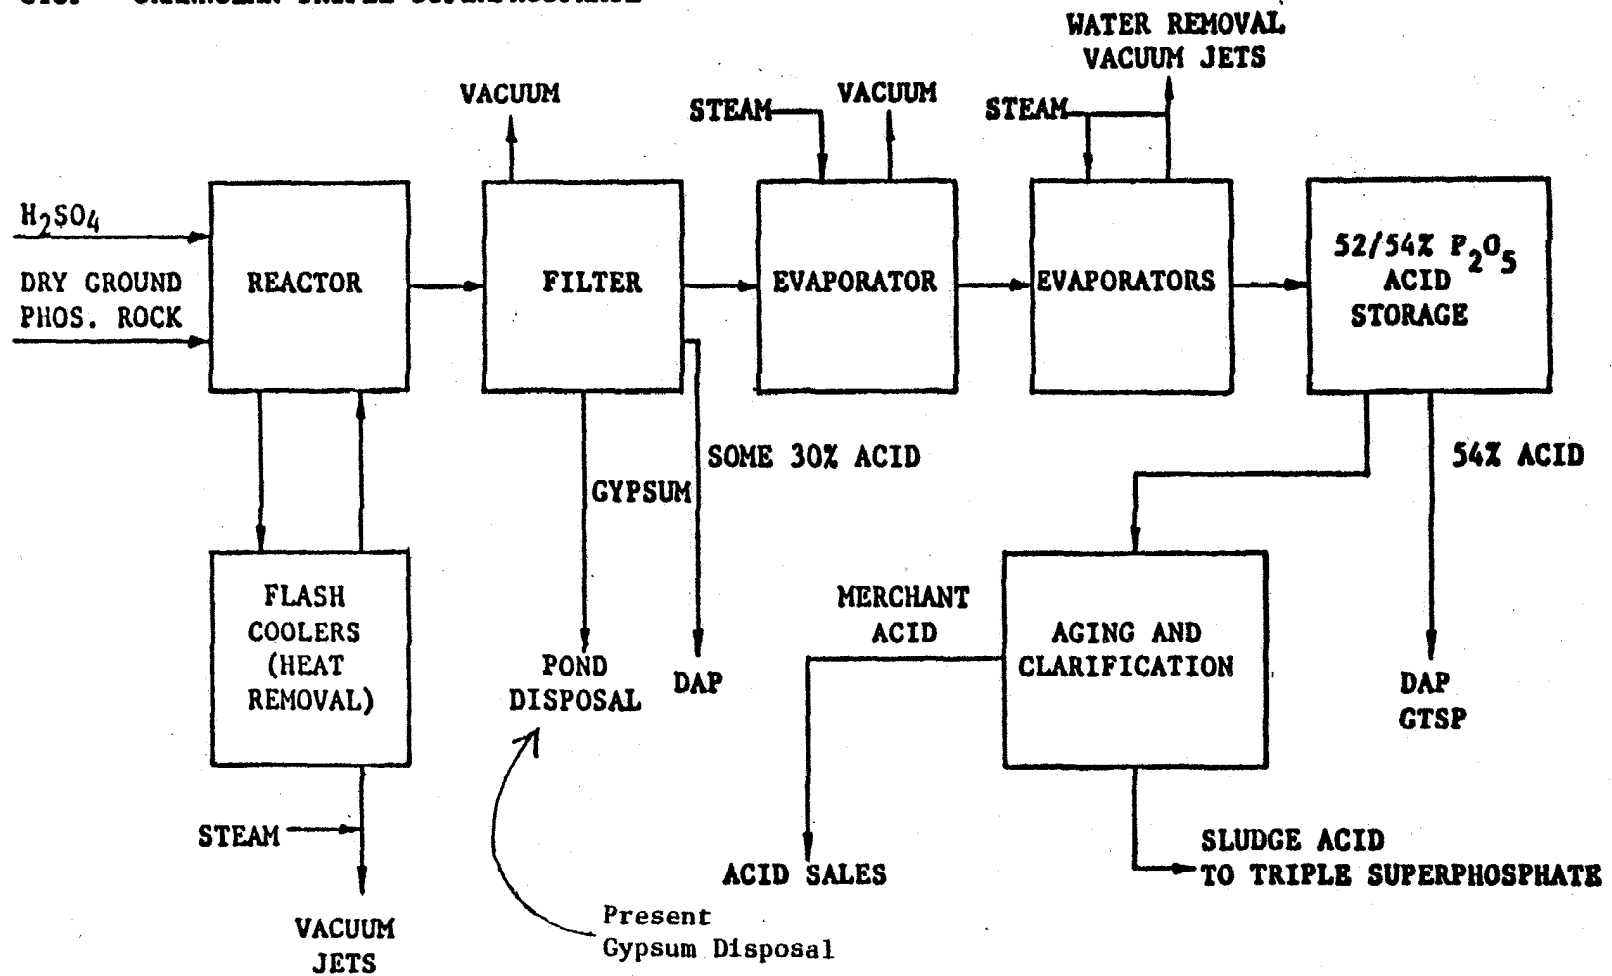 WATER REMOVAL
VACUUM JETS
VACUUM
STEAM
VACUUM
STEAM
H2SO4
DRY GROUND
PHOS. ROCK
REACTOR
FILTER
EVAPORATOR
EVAPORATORS
52/54% P2O5
ACID
STORAGE
SOME 30% ACID
GYPSUM
54% ACID
FLASH
COOLERS
(HEAT
REMOVAL)
POND
DISPOSAL
DAP
MERCHANT
ACID
AGING AND
CLARIFICATION
DAP
GTSP
STEAM
VACUUM
JETS
ACID SALES
SLUDGE ACID
TO TRIPLE SUPERPHOSPHATE
Present
Gypsum Disposal